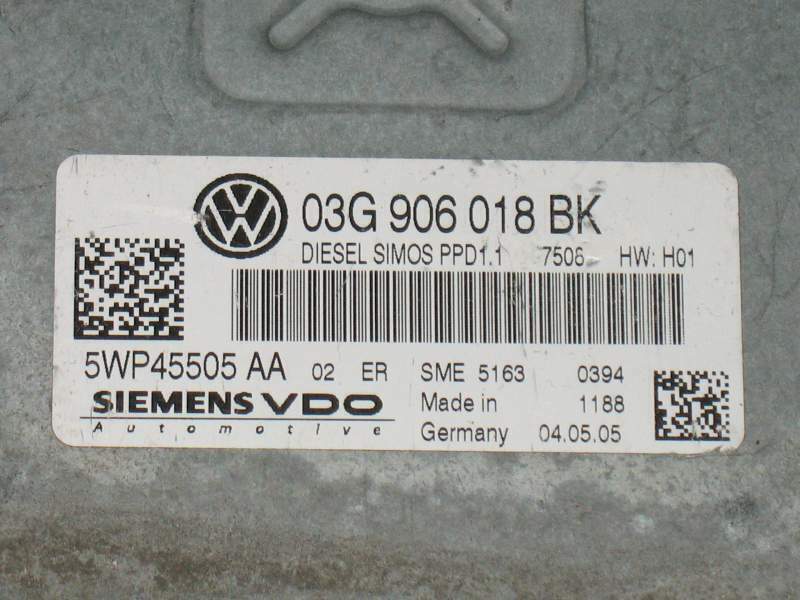 03G 906 018 BK
DIESEL SIMOS PPD1.1 7508 HW: H01
5WP45505 AA 02 ER SME 5163 0394
SIEMENS VDO Made in 1188
Automotive Germany 04.05.05